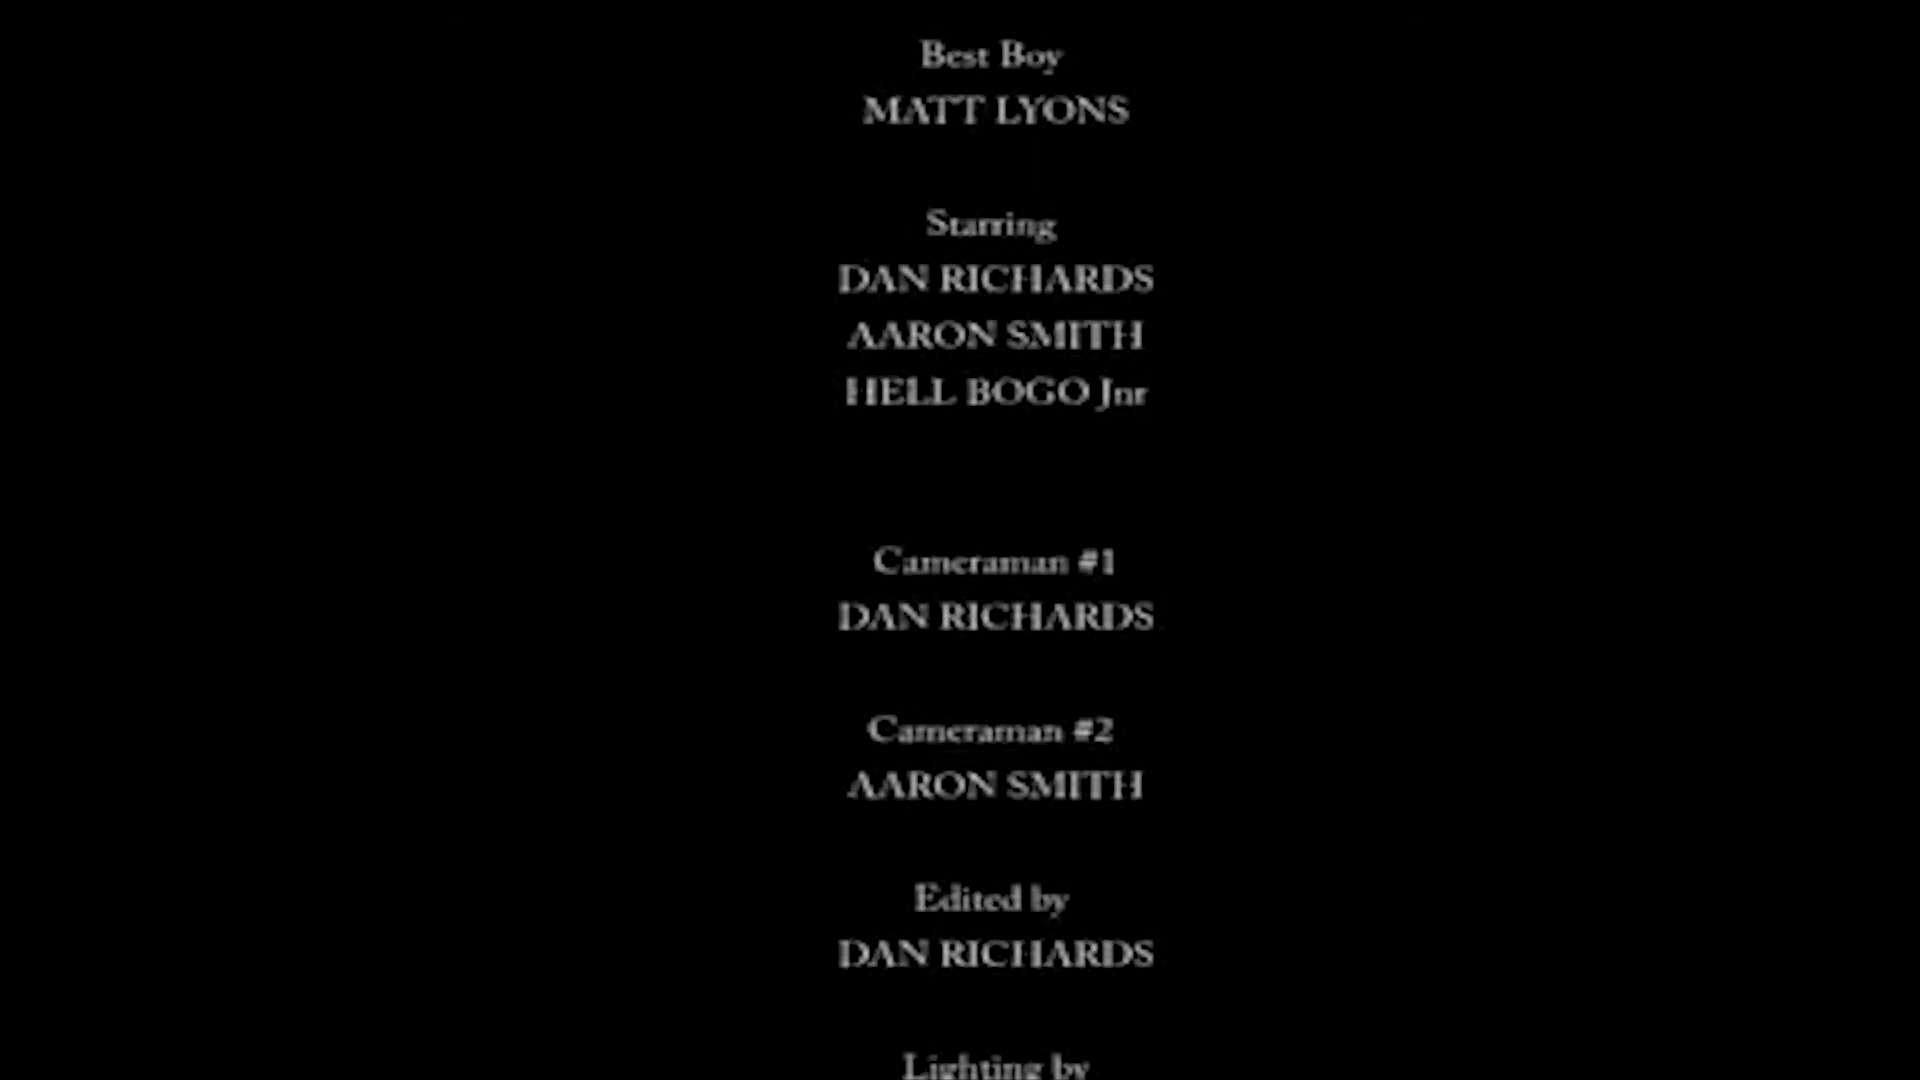 Best Boy
MATT LYONS
Starring
DAN RICHARDS
AARON SMITH
HELL BOGO Jnr
Cameraman #1
DAN RICHARDS
Cameraman #2
AARON SMITH
Edited by
DAN RICHARDS
Lighting by